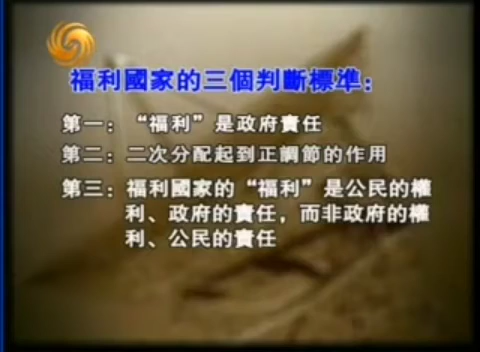 福利國家的三個判斷標準：
第一：“福利”是政府責任
第二：二次分配起到正調節的作用
第三：福利國家的“福利”是公民的權
利、政府的責任，而非政府的權
利、公民的責任